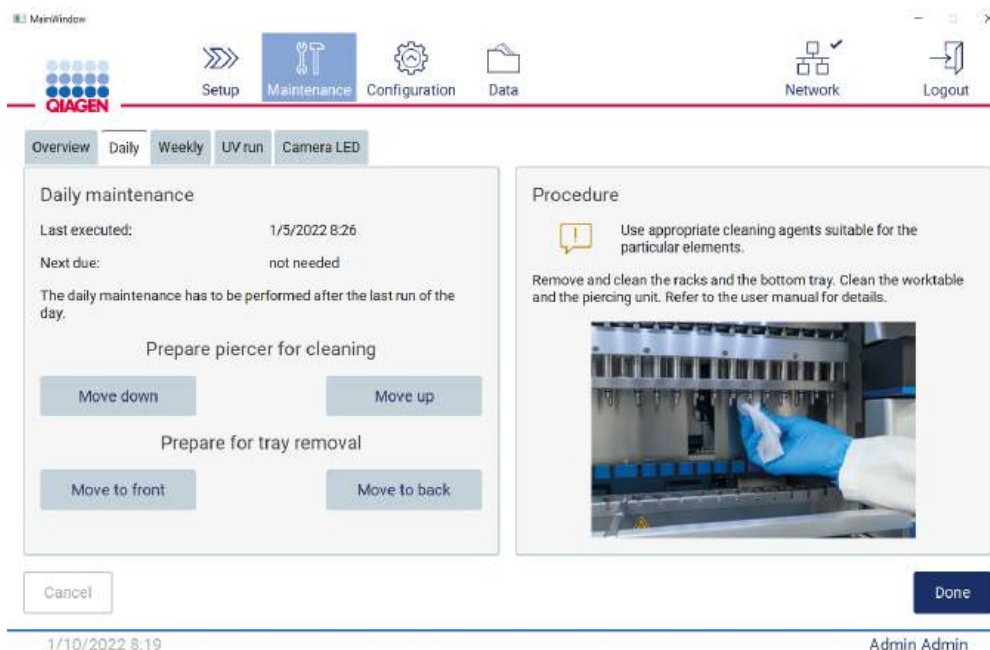 MainWindow
QIAGEN
Setup
Maintenance
Configuration
Data
Network
Logout
Overview
Daily
Weekly
UV run
Camera LED
Daily maintenance
Last executed: 1/5/2022 8:26
Next due: not needed
The daily maintenance has to be performed after the last run of the
day.
Prepare piercer for cleaning
Move down
Move up
Prepare for tray removal
Move to front
Move to back
Procedure
Use appropriate cleaning agents suitable for the
particular elements.
Remove and clean the racks and the bottom tray. Clean the worktable
and the piercing unit. Refer to the user manual for details.
Cancel
Done
1/10/2022 8:19
Admin Admin